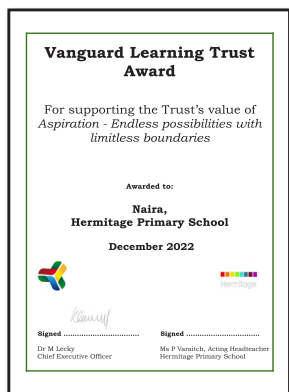 Vanguard Learning Trust
Award
For supporting the Trust's value of
Aspiration - Endless possibilities with
limitless boundaries
Awarded to:
Naira,
Hermitage Primary School
December 2022
Hermitage
Signed ................................
Signed ................................
Dr M Lecky
Chief Executive Officer
Ms P Varaitch, Acting Headteacher
Hermitage Primary School